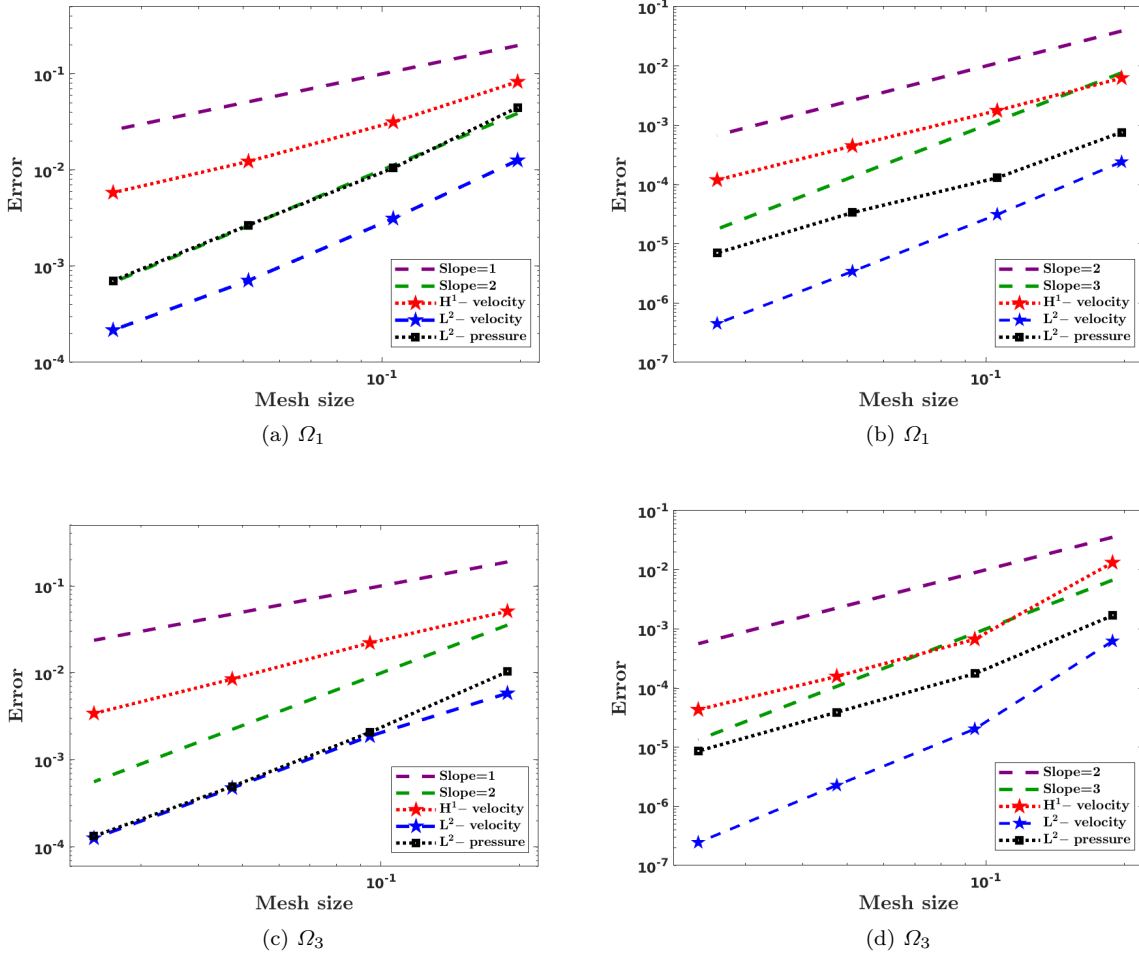 10⁻¹
10⁻²
10⁻³
10⁻⁴
Error
10⁻¹
Mesh size
Slope=1
Slope=2
H¹− velocity
L²− velocity
L²− pressure
(a) Ω₁
10⁻¹
10⁻²
10⁻³
10⁻⁴
10⁻⁵
10⁻⁶
10⁻⁷
Error
10⁻¹
Mesh size
Slope=2
Slope=3
H¹− velocity
L²− velocity
L²− pressure
(b) Ω₁
10⁻¹
10⁻²
10⁻³
10⁻⁴
Error
10⁻¹
Mesh size
Slope=1
Slope=2
H¹− velocity
L²− velocity
L²− pressure
(c) Ω₃
10⁻¹
10⁻²
10⁻³
10⁻⁴
10⁻⁵
10⁻⁶
10⁻⁷
Error
10⁻¹
Mesh size
Slope=2
Slope=3
H¹− velocity
L²− velocity
L²− pressure
(d) Ω₃